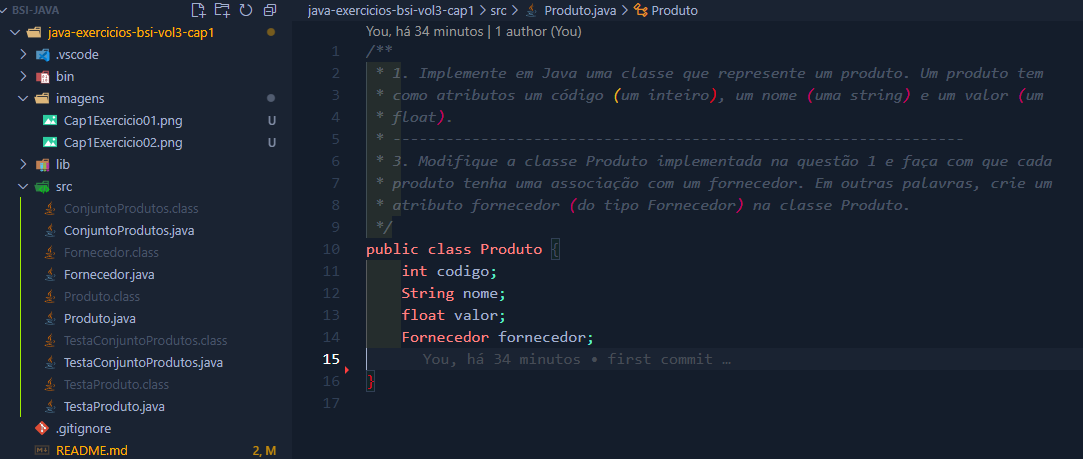 BSI-JAVA
java-exercicios-bsi-vol3-cap1
.vscode
bin
imagens
Cap1Exercicio01.png U
Cap1Exercicio02.png U
lib
src
ConjuntoProdutos.class
ConjuntoProdutos.java
Fornecedor.class
Fornecedor.java
Produto.class
Produto.java
TestaConjuntoProdutos.class
TestaConjuntoProdutos.java
TestaProduto.class
TestaProduto.java
.gitignore
README.md 2, M
java-exercicios-bsi-vol3-cap1 > src > Produto.java > Produto
You, há 34 minutos | 1 author (You)
1 /**
2 * 1. Implemente em Java uma classe que represente um produto. Um produto tem
3 * como atributos um código (um inteiro), um nome (uma string) e um valor (um
4 * float).
5 * -----------------------------------------------------------------
6 * 3. Modifique a classe Produto implementada na questão 1 e faça com que cada
7 * produto tenha uma associação com um fornecedor. Em outras palavras, crie um
8 * atributo fornecedor (do tipo Fornecedor) na classe Produto.
9 */
10 public class Produto {
11 int codigo;
12 String nome;
13 float valor;
14 Fornecedor fornecedor;
15 You, há 34 minutos • first commit …
16 }
17